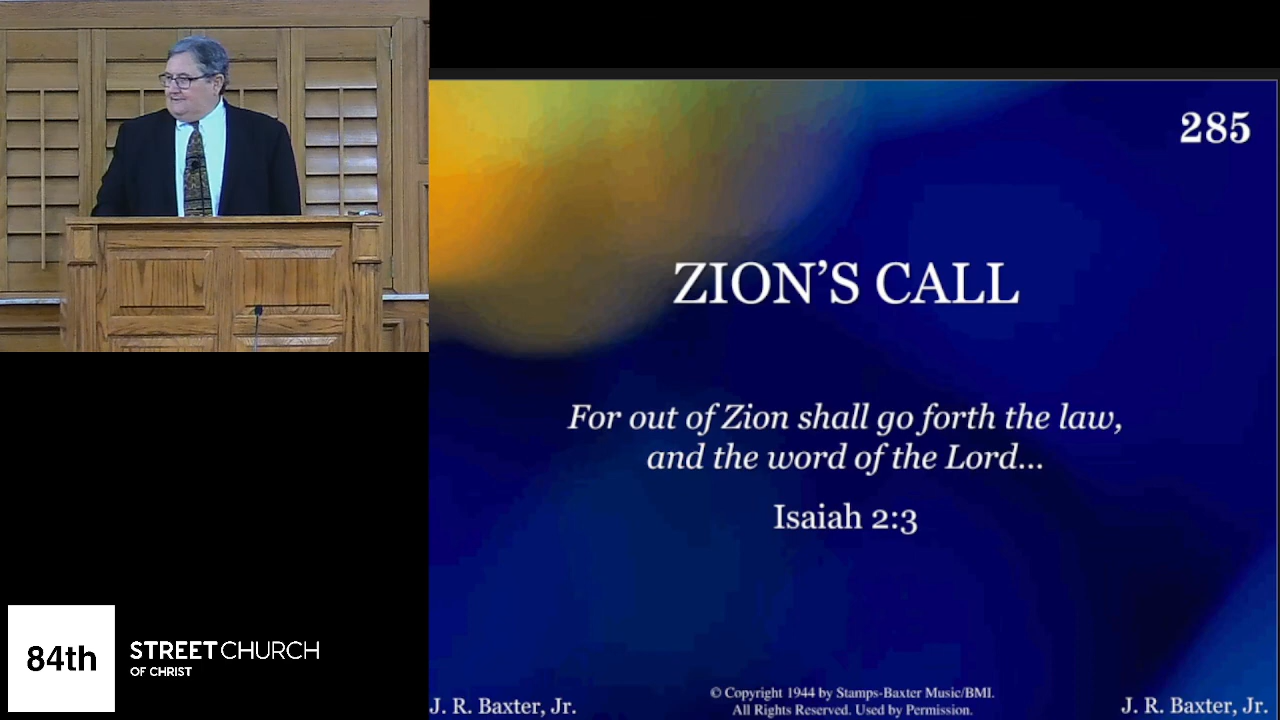 285
ZION’S CALL
For out of Zion shall go forth the law,
and the word of the Lord...
Isaiah 2:3
J. R. Baxter, Jr.
© Copyright 1944 by Stamps-Baxter Music/BMI.
All Rights Reserved. Used by Permission.
J. R. Baxter, Jr.
84th
STREET CHURCH
OF CHRIST